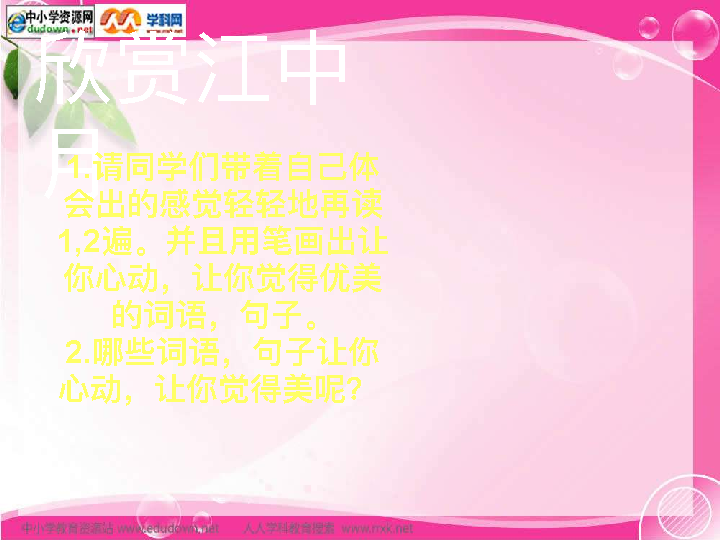 中小学资源网
edudown.net
学科网
欣赏江中
月
1.请同学们带着自己体
会出的感觉轻轻地再读
1,2遍。并且用笔画出让
你心动，让你觉得优美
的词语，句子。
2.哪些词语，句子让你
心动，让你觉得美呢？
中小学教育资源站 www.edudown.net 人人学科教育搜索 www.rrxk.net